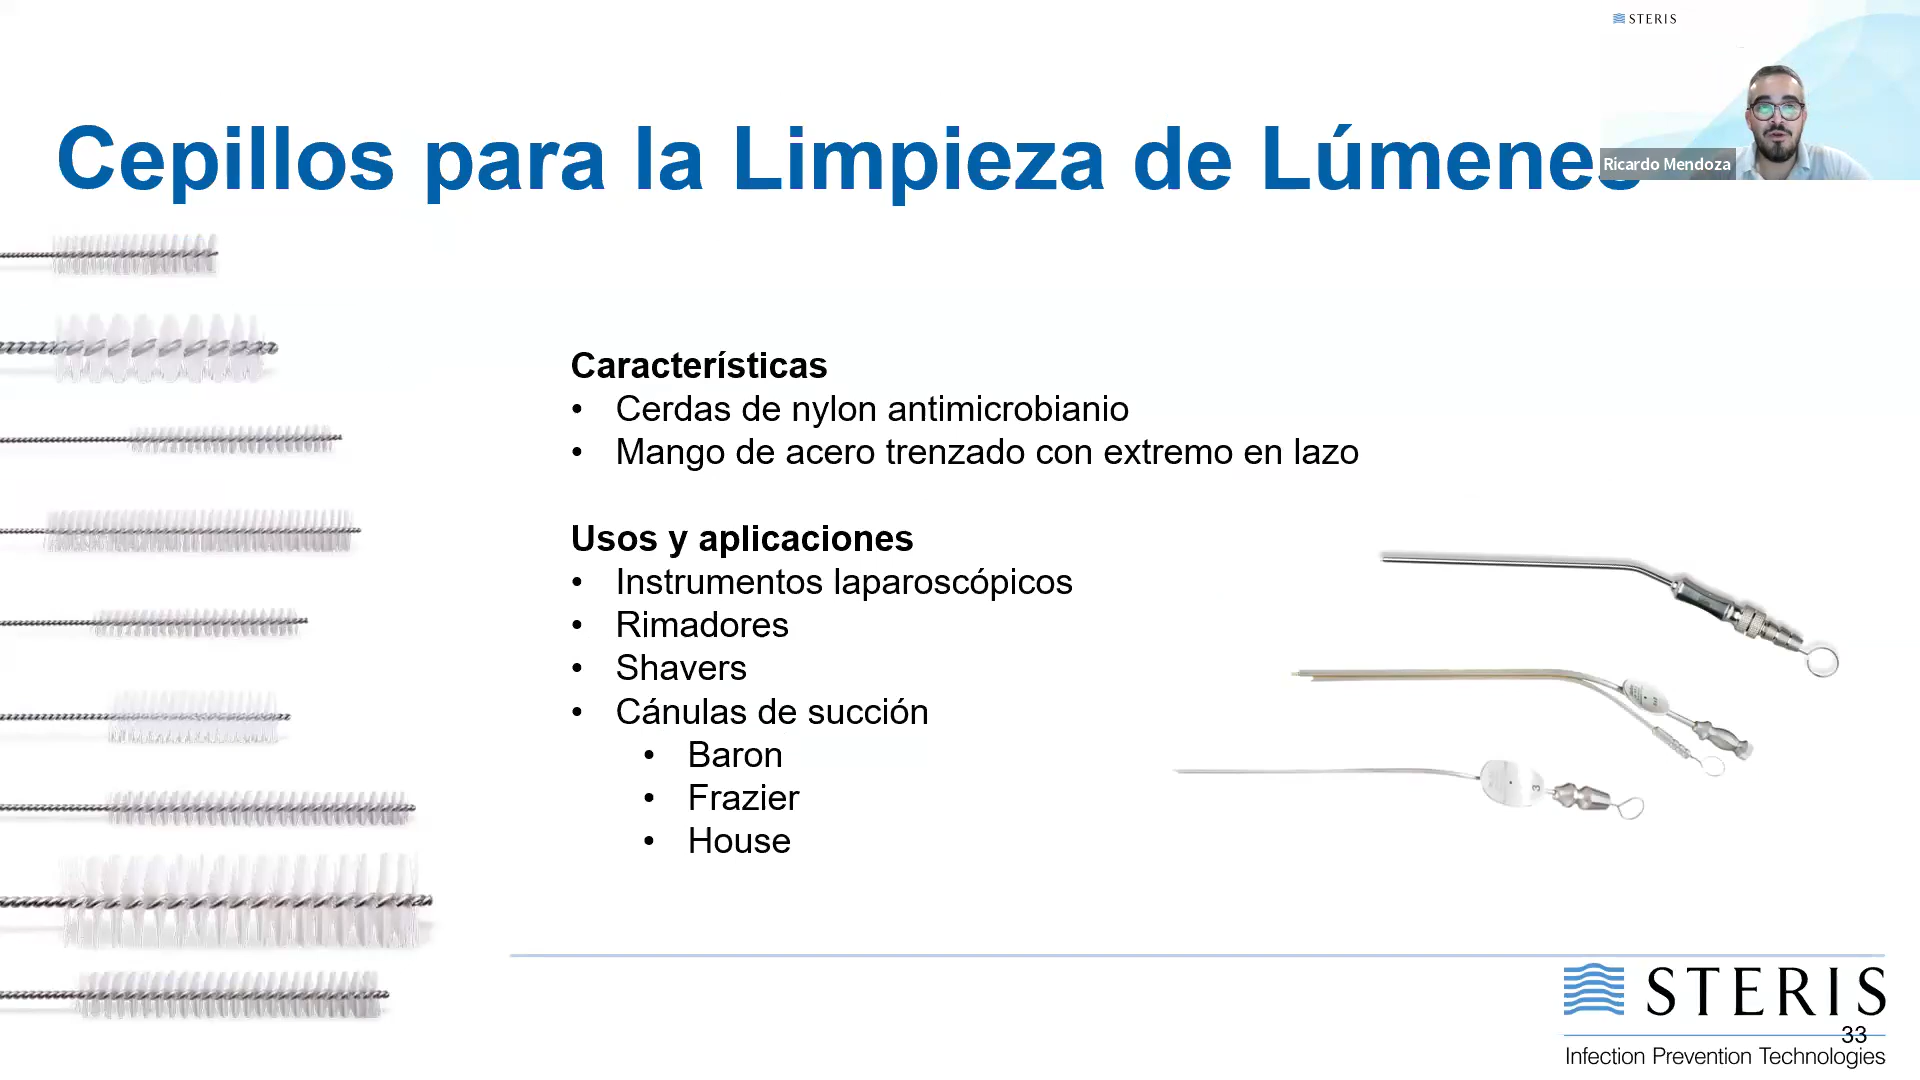 STERIS
Cepillos para la Limpieza de Lúmenes
Ricardo Mendoza
Características
• Cerdas de nylon antimicrobianio
• Mango de acero trenzado con extremo en lazo
Usos y aplicaciones
• Instrumentos laparoscópicos
• Rimadores
• Shavers
• Cánulas de succión
• Baron
• Frazier
• House
3
STERIS
33
Infection Prevention Technologies